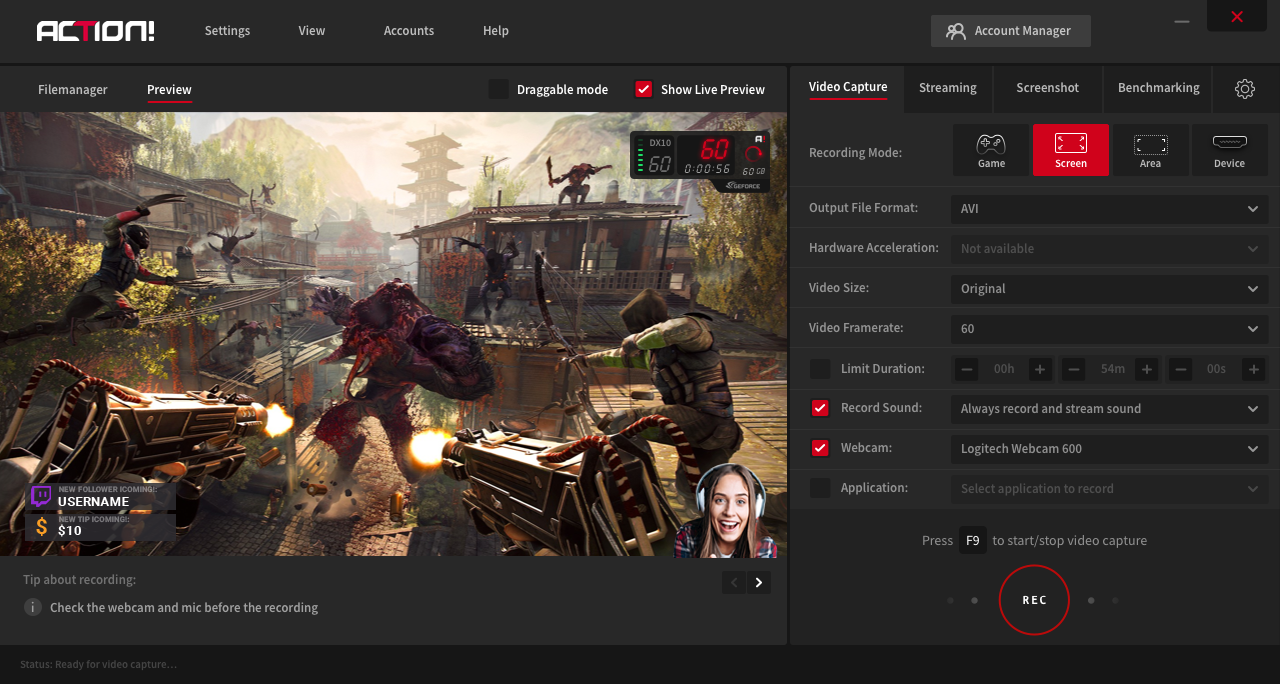 ACTION!
Settings View Accounts Help
Account Manager
Filemanager Preview
Draggable mode Show Live Preview
DX10
60
60
0:00:56
60 GB
GEFORCE
NEW FOLLOWER ICOMING!:
USERNAME
NEW TIP ICOMING!:
$10
Tip about recording:
Check the webcam and mic before the recording
Video Capture Streaming Screenshot Benchmarking
Recording Mode: Game Screen Area Device
Output File Format: AVI
Hardware Acceleration: Not available
Video Size: Original
Video Framerate: 60
Limit Duration: 00h 54m 00s
Record Sound: Always record and stream sound
Webcam: Logitech Webcam 600
Application: Select application to record
Press F9 to start/stop video capture
REC
Status: Ready for video capture...